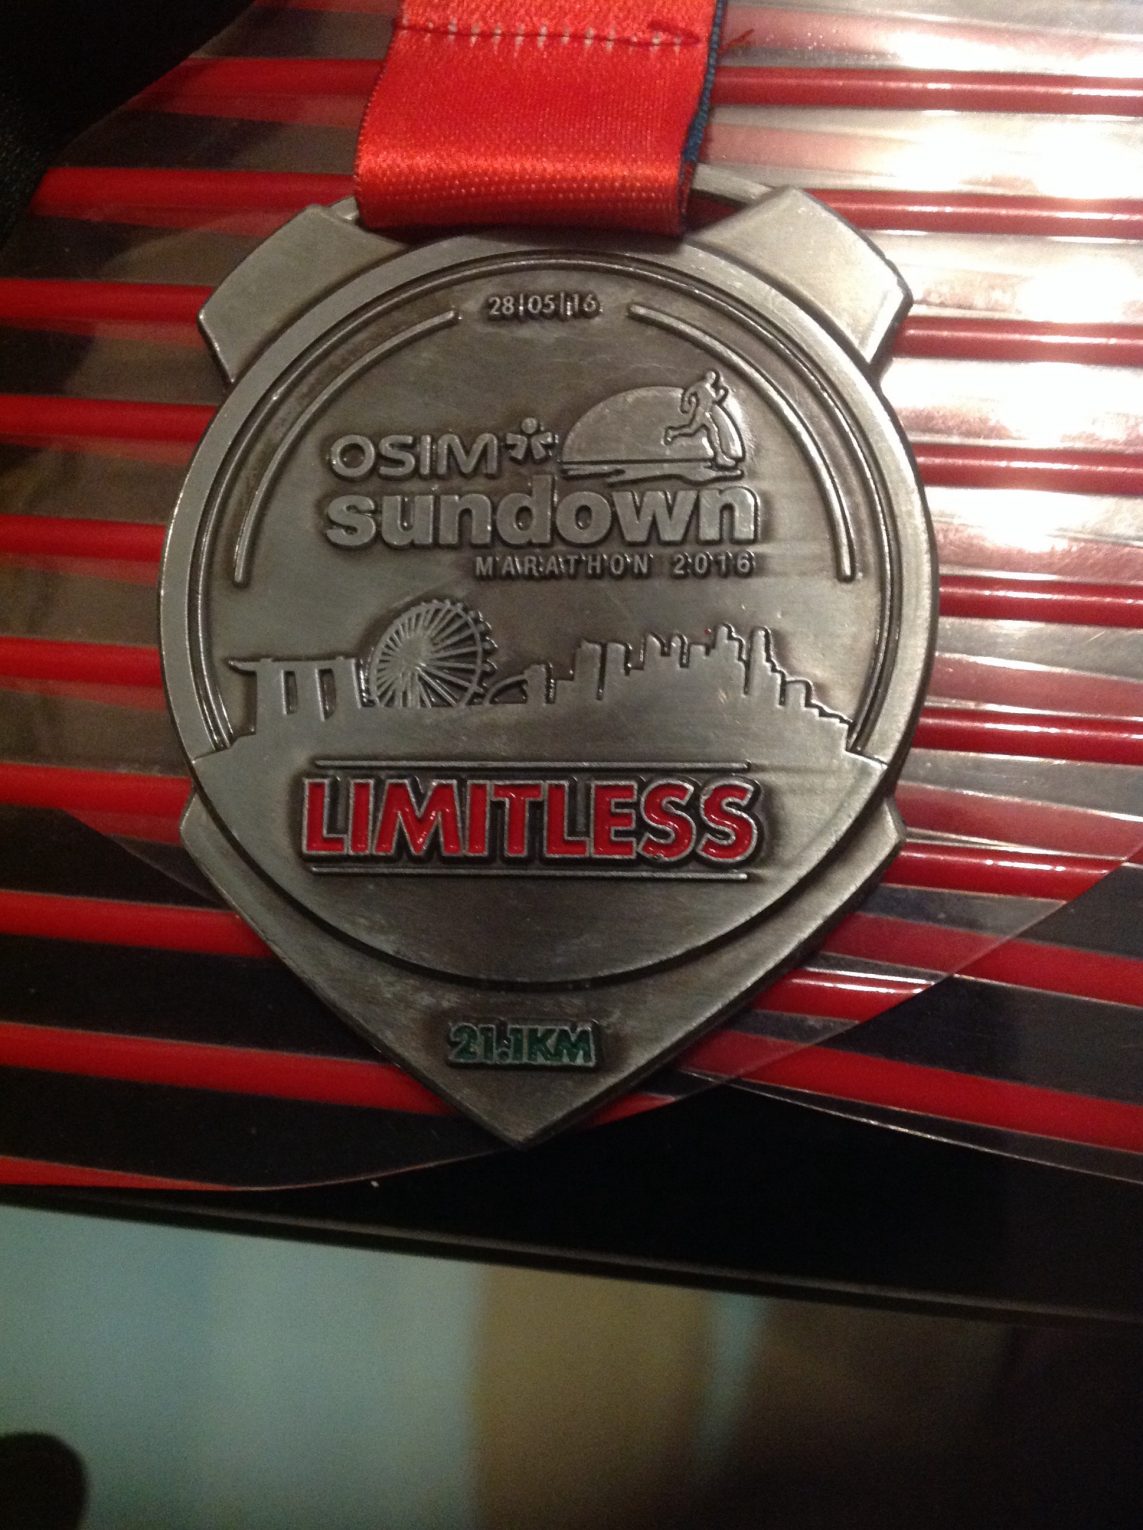 28|05|16
OSIM
sundown
MARATHON 2016
LIMITLESS
21.1KM